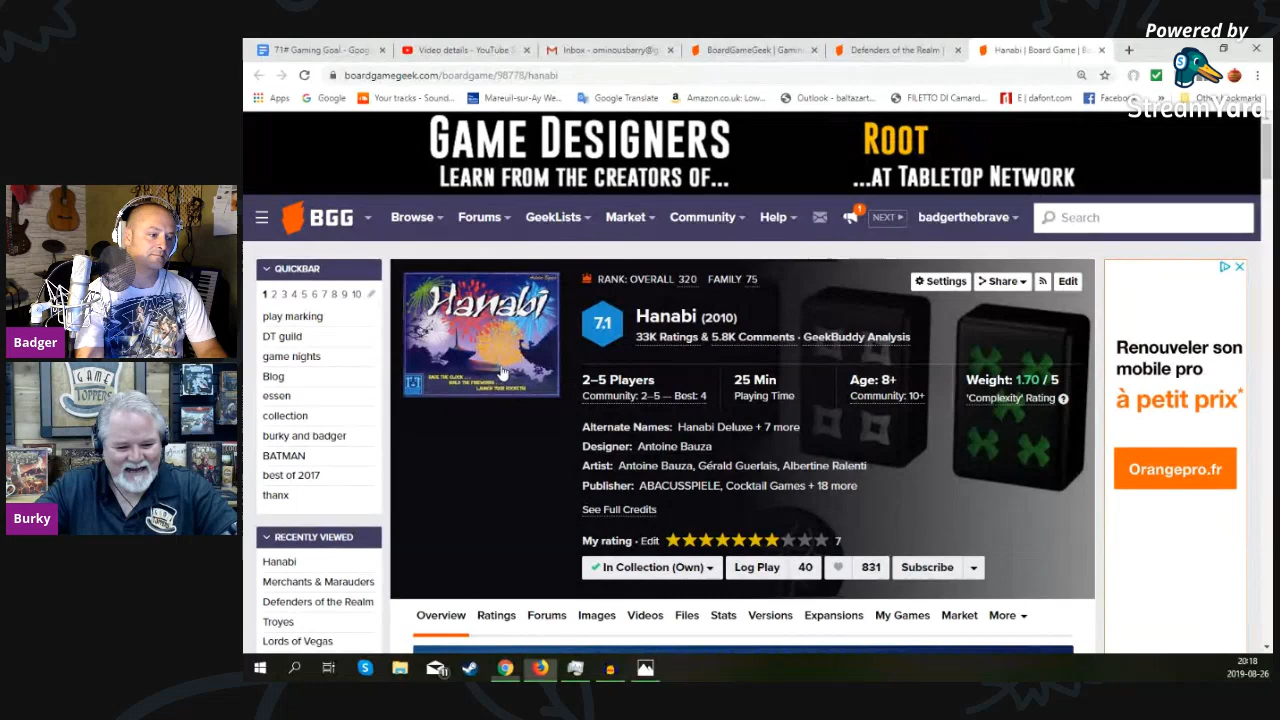 Powered by
StreamYard
71# Gaming Goal - Goog
Video details - YouTube S
Inbox - ominousbarry@g
BoardGameGeek | Gamin
Defenders of the Realm |
Hanabi | Board Game | B
boardgamegeek.com/boardgame/98778/hanabi
Apps
Google
Your tracks - Sound...
Mareuil-sur-Ay We...
Google Translate
Amazon.co.uk: Low...
Outlook - baltazart...
FILETTO DI Camard...
E | dafont.com
Facebook
Other bookmarks
GAME DESIGNERS
LEARN FROM THE CREATORS OF...
ROOT
...AT TABLETOP NETWORK
BGG
Browse
Forums
GeekLists
Market
Community
Help
1
NEXT
badgerthebrave
Search
QUICKBAR
1 2 3 4 5 6 7 8 9 10
play marking
DT guild
game nights
Blog
essen
collection
burky and badger
BATMAN
best of 2017
thanx
RECENTLY VIEWED
Hanabi
Merchants & Marauders
Defenders of the Realm
Troyes
Lords of Vegas
Hanabi
RANK: OVERALL 320 FAMILY 75
Settings
Share
Edit
7.1
Hanabi (2010)
33K Ratings & 5.8K Comments · GeekBuddy Analysis
2–5 Players
Community: 2–5 — Best: 4
25 Min
Playing Time
Age: 8+
Community: 10+
Weight: 1.70 / 5
'Complexity' Rating
Alternate Names: Hanabi Deluxe + 7 more
Designer: Antoine Bauza
Artist: Antoine Bauza, Gérald Guerlais, Albertine Ralenti
Publisher: ABACUSSPIELE, Cocktail Games + 18 more
See Full Credits
My rating · Edit
7
In Collection (Own)
Log Play 40
831
Subscribe
Overview
Ratings
Forums
Images
Videos
Files
Stats
Versions
Expansions
My Games
Market
More
Renouveler son
mobile pro
à petit prix*
Orangepro.fr
Badger
GAME
TOPPERS
Burky
20:18
2019-08-26